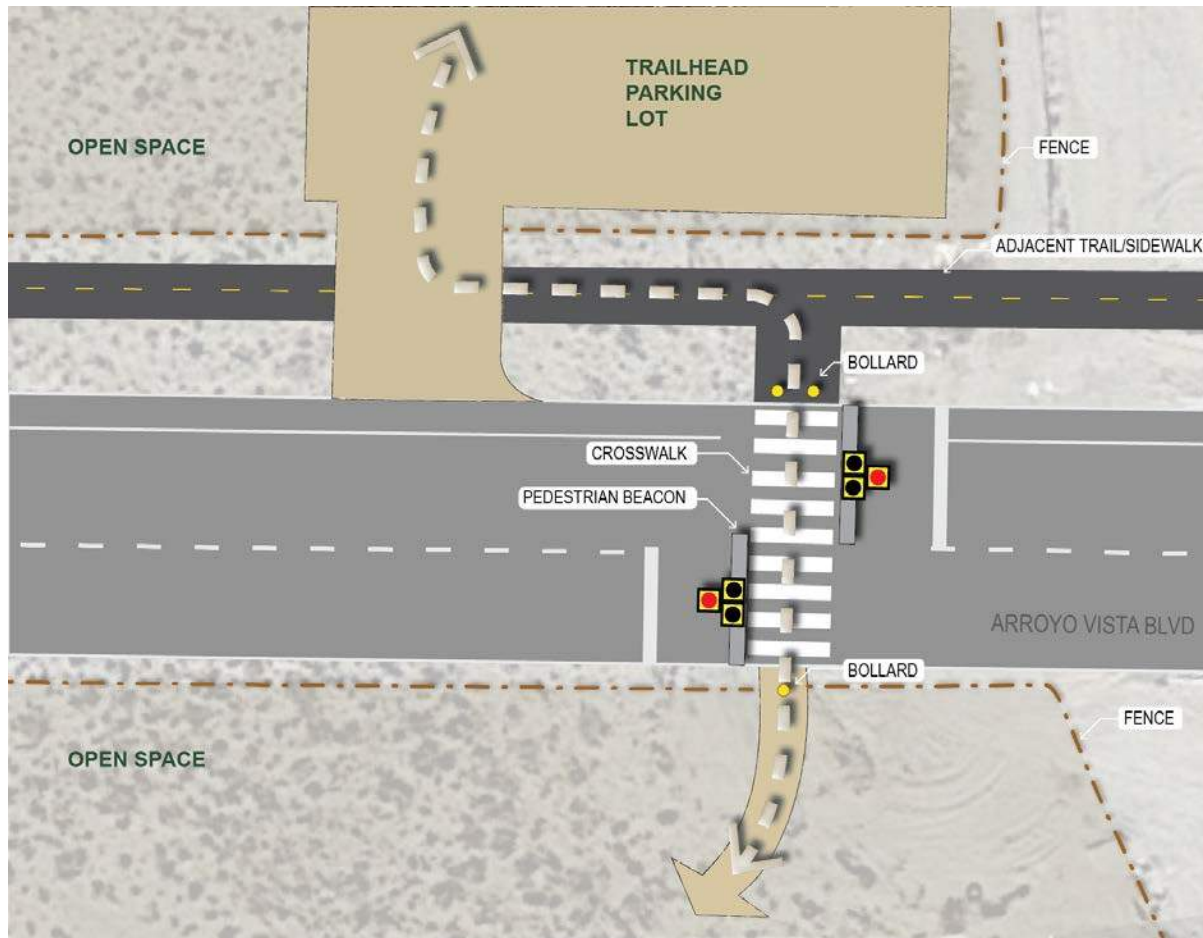 TRAILHEAD
PARKING
LOT
OPEN SPACE
FENCE
ADJACENT TRAIL/SIDEWALK
BOLLARD
CROSSWALK
PEDESTRIAN BEACON
ARROYO VISTA BLVD
BOLLARD
FENCE
OPEN SPACE